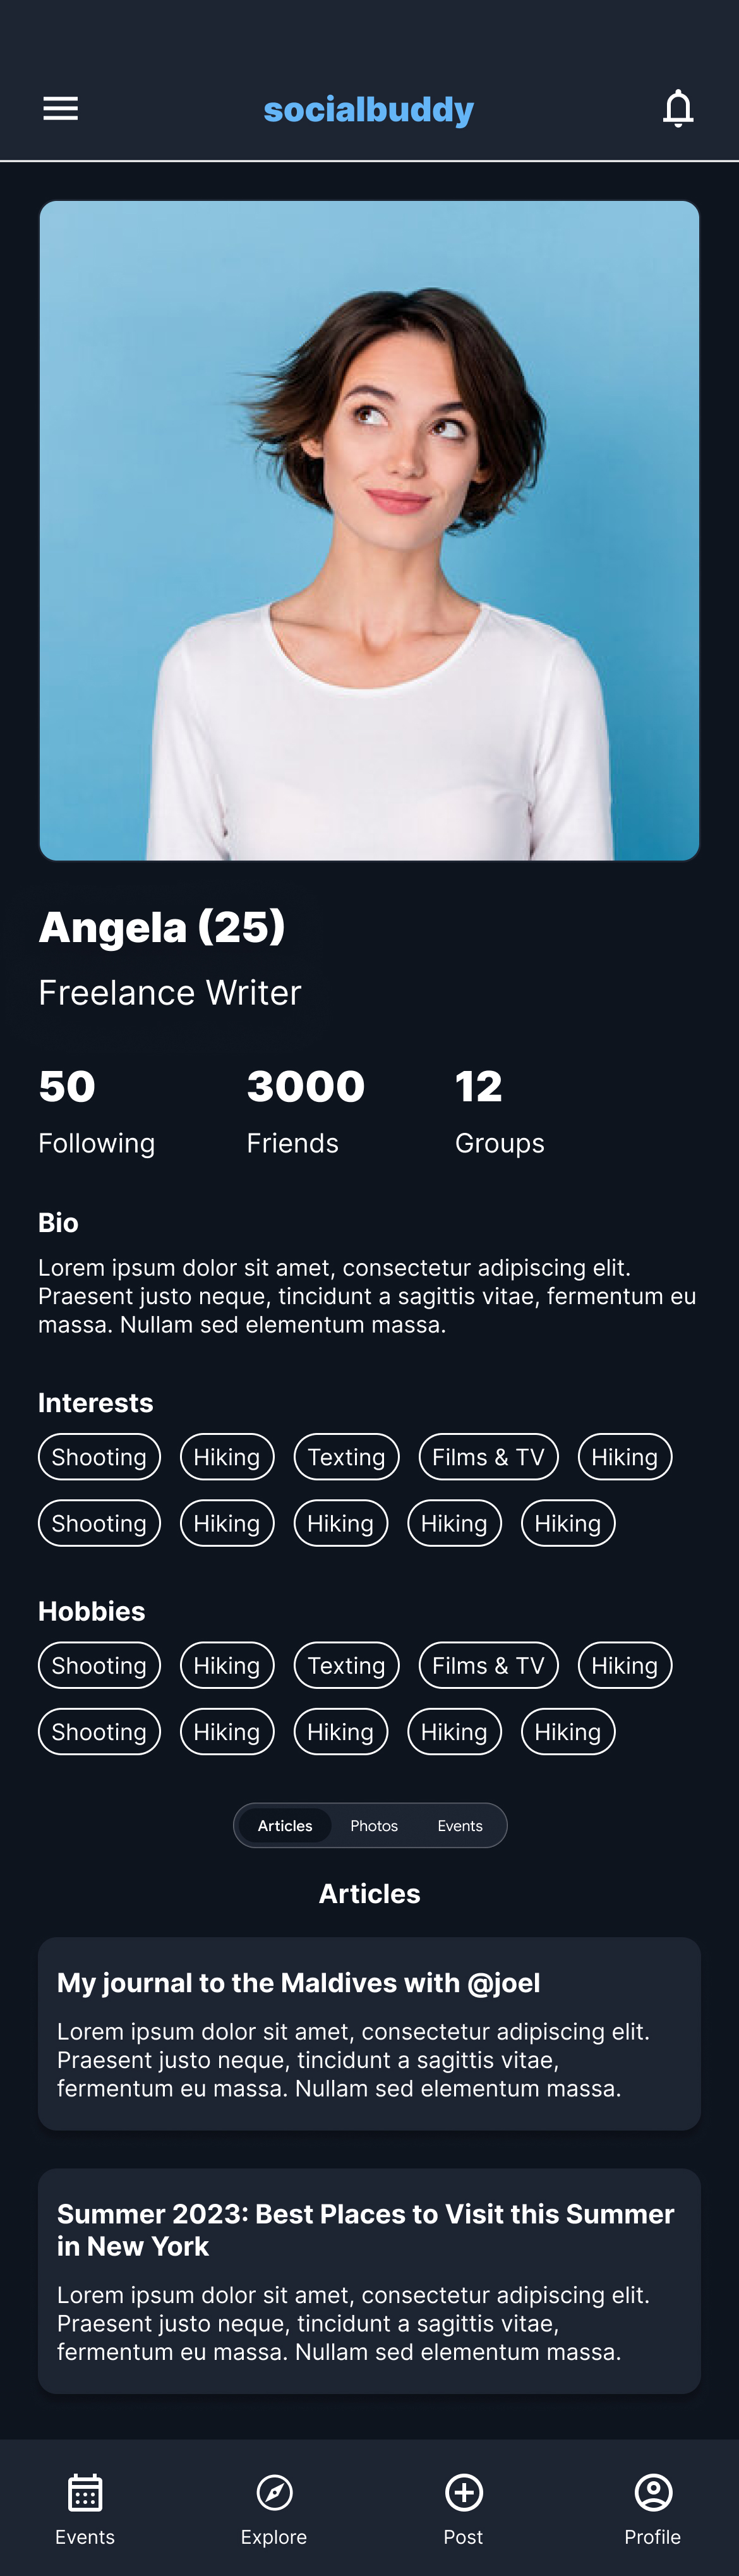 socialbuddy
Angela (25)
Freelance Writer
50 3000 12
Following Friends Groups
Bio
Lorem ipsum dolor sit amet, consectetur adipiscing elit.
Praesent justo neque, tincidunt a sagittis vitae, fermentum eu
massa. Nullam sed elementum massa.
Interests
Shooting Hiking Texting Films & TV Hiking
Shooting Hiking Hiking Hiking Hiking
Hobbies
Shooting Hiking Texting Films & TV Hiking
Shooting Hiking Hiking Hiking Hiking
Articles Photos Events
Articles
My journal to the Maldives with @joel
Lorem ipsum dolor sit amet, consectetur adipiscing elit.
Praesent justo neque, tincidunt a sagittis vitae,
fermentum eu massa. Nullam sed elementum massa.
Summer 2023: Best Places to Visit this Summer
in New York
Lorem ipsum dolor sit amet, consectetur adipiscing elit.
Praesent justo neque, tincidunt a sagittis vitae,
fermentum eu massa. Nullam sed elementum massa.
Events Explore Post Profile